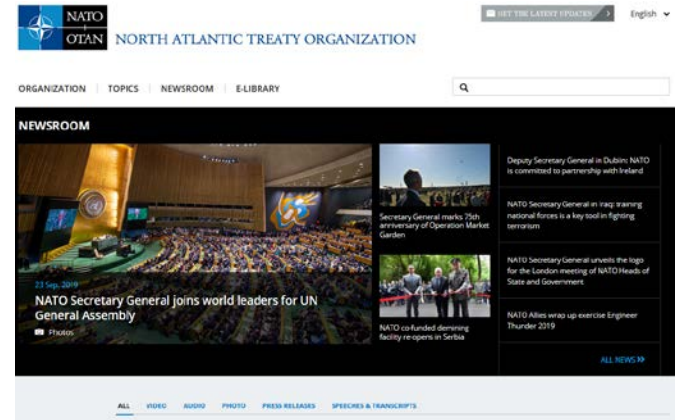 NATO
OTAN
NORTH ATLANTIC TREATY ORGANIZATION
GET THE LATEST UPDATES
English
ORGANIZATION
TOPICS
NEWSROOM
E-LIBRARY
NEWSROOM
23 Sep. 2019
NATO Secretary General joins world leaders for UN
General Assembly
Photos
Secretary General marks 75th
anniversary of Operation Market
Garden
NATO co-funded demining
facility re-opens in Serbia
Deputy Secretary General in Dublin: NATO
is committed to partnership with Ireland
NATO Secretary General in Iraq: training
national forces is a key tool in fighting
terrorism
NATO Secretary General unveils the logo
for the London meeting of NATO Heads of
State and Government
NATO Allies wrap up exercise Engineer
Thunder 2019
ALL NEWS
ALL
VIDEO
AUDIO
PHOTO
PRESS RELEASES
SPEECHES & TRANSCRIPTS